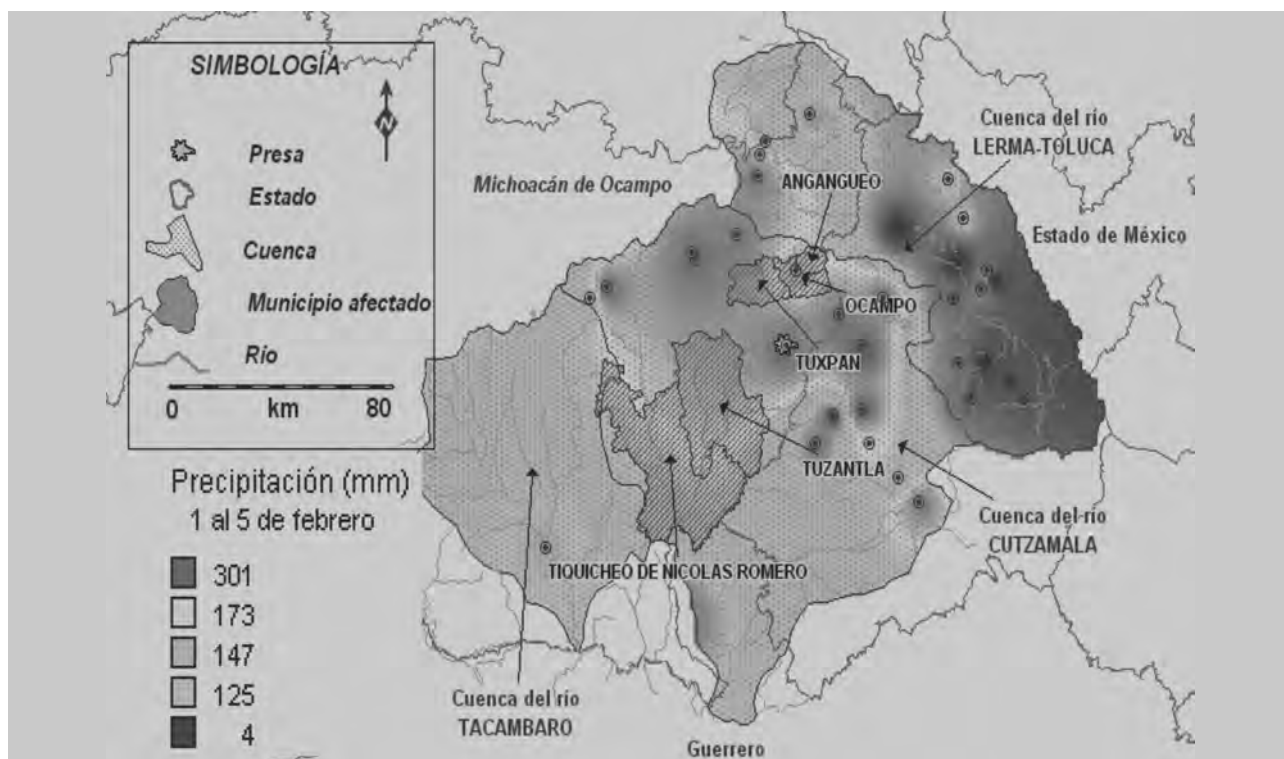 SIMBOLOGÍA
N
Presa
Estado
Cuenca
Municipio afectado
Río
0 km 80
Precipitación (mm)
1 al 5 de febrero
301
173
147
125
4
Michoacán de Ocampo
Cuenca del río
LERMA-TOLUCA
ANGANGUEO
Estado de México
OCAMPO
TUXPAN
TUZANTLA
Cuenca del río
CUTZAMALA
TIQUICHEO DE NICOLAS ROMERO
Cuenca del río
TACAMBARO
Guerrero